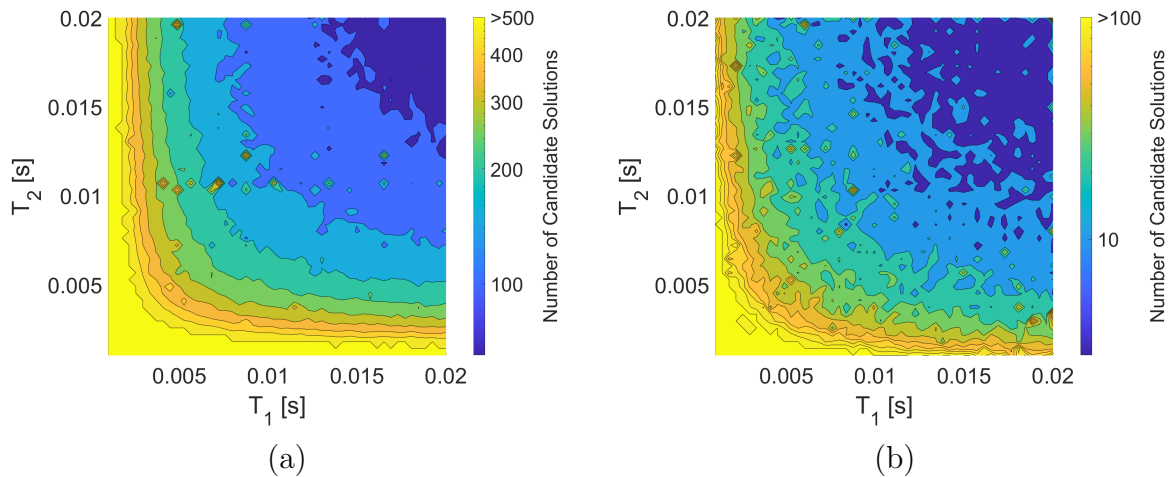 0.02
0.015
0.01
0.005
T2 [s]
0.005 0.01 0.015 0.02
T1 [s]
>500
400
300
200
100
Number of Candidate Solutions
(a)
0.02
0.015
0.01
0.005
T2 [s]
0.005 0.01 0.015 0.02
T1 [s]
>100
10
Number of Candidate Solutions
(b)